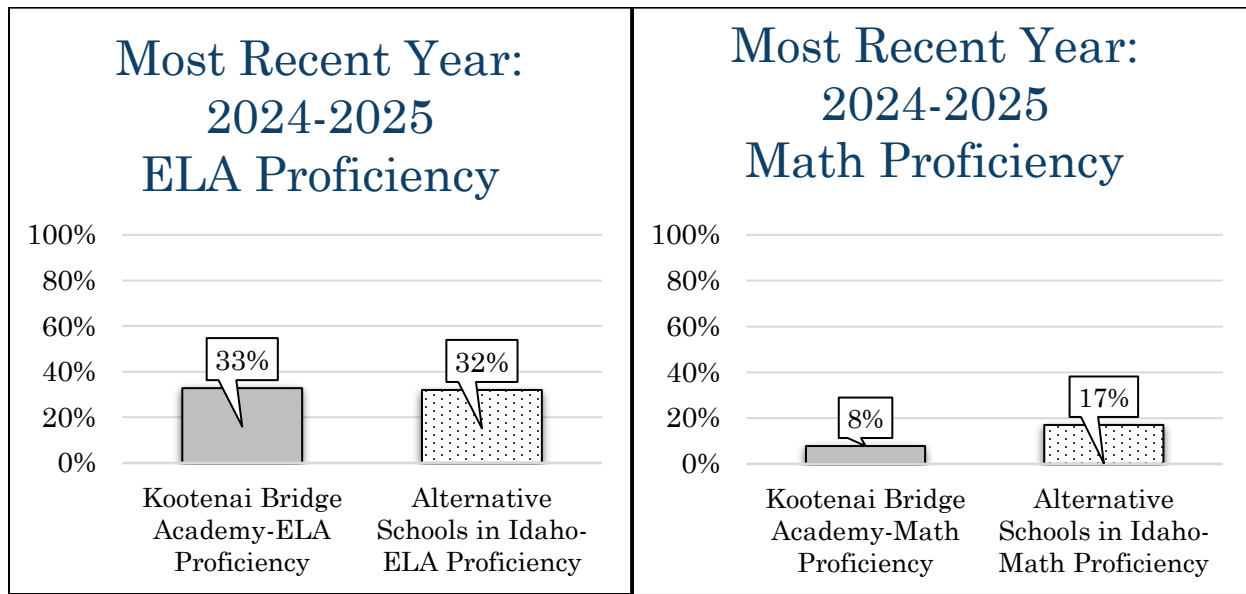 Most Recent Year:
2024-2025
ELA Proficiency
100%
80%
60%
40%
20%
0%
33%
32%
Kootenai Bridge
Academy-ELA
Proficiency
Alternative
Schools in Idaho-
ELA Proficiency
Most Recent Year:
2024-2025
Math Proficiency
100%
80%
60%
40%
20%
0%
8%
17%
Kootenai Bridge
Academy-Math
Proficiency
Alternative
Schools in Idaho-
Math Proficiency